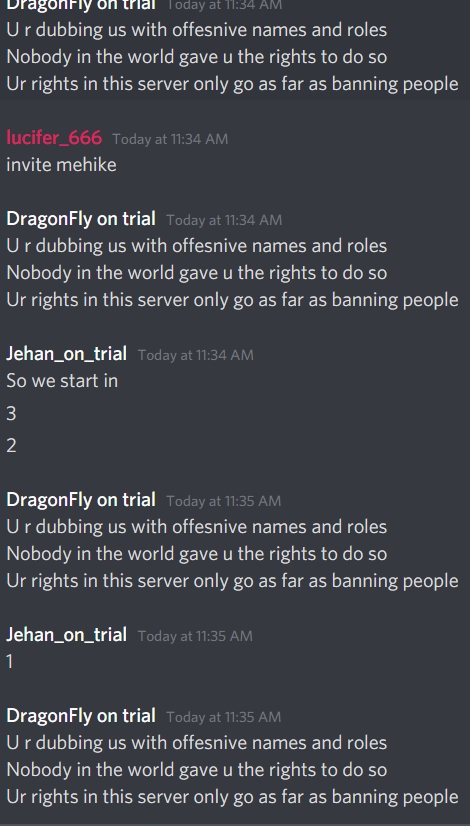 DragonFly on trial Today at 11:34 AM
U r dubbing us with offesnive names and roles
Nobody in the world gave u the rights to do so
Ur rights in this server only go as far as banning people
lucifer_666 Today at 11:34 AM
invite mehike
DragonFly on trial Today at 11:34 AM
U r dubbing us with offesnive names and roles
Nobody in the world gave u the rights to do so
Ur rights in this server only go as far as banning people
Jehan_on_trial Today at 11:34 AM
So we start in
3
2
DragonFly on trial Today at 11:35 AM
U r dubbing us with offesnive names and roles
Nobody in the world gave u the rights to do so
Ur rights in this server only go as far as banning people
Jehan_on_trial Today at 11:35 AM
1
DragonFly on trial Today at 11:35 AM
U r dubbing us with offesnive names and roles
Nobody in the world gave u the rights to do so
Ur rights in this server only go as far as banning people